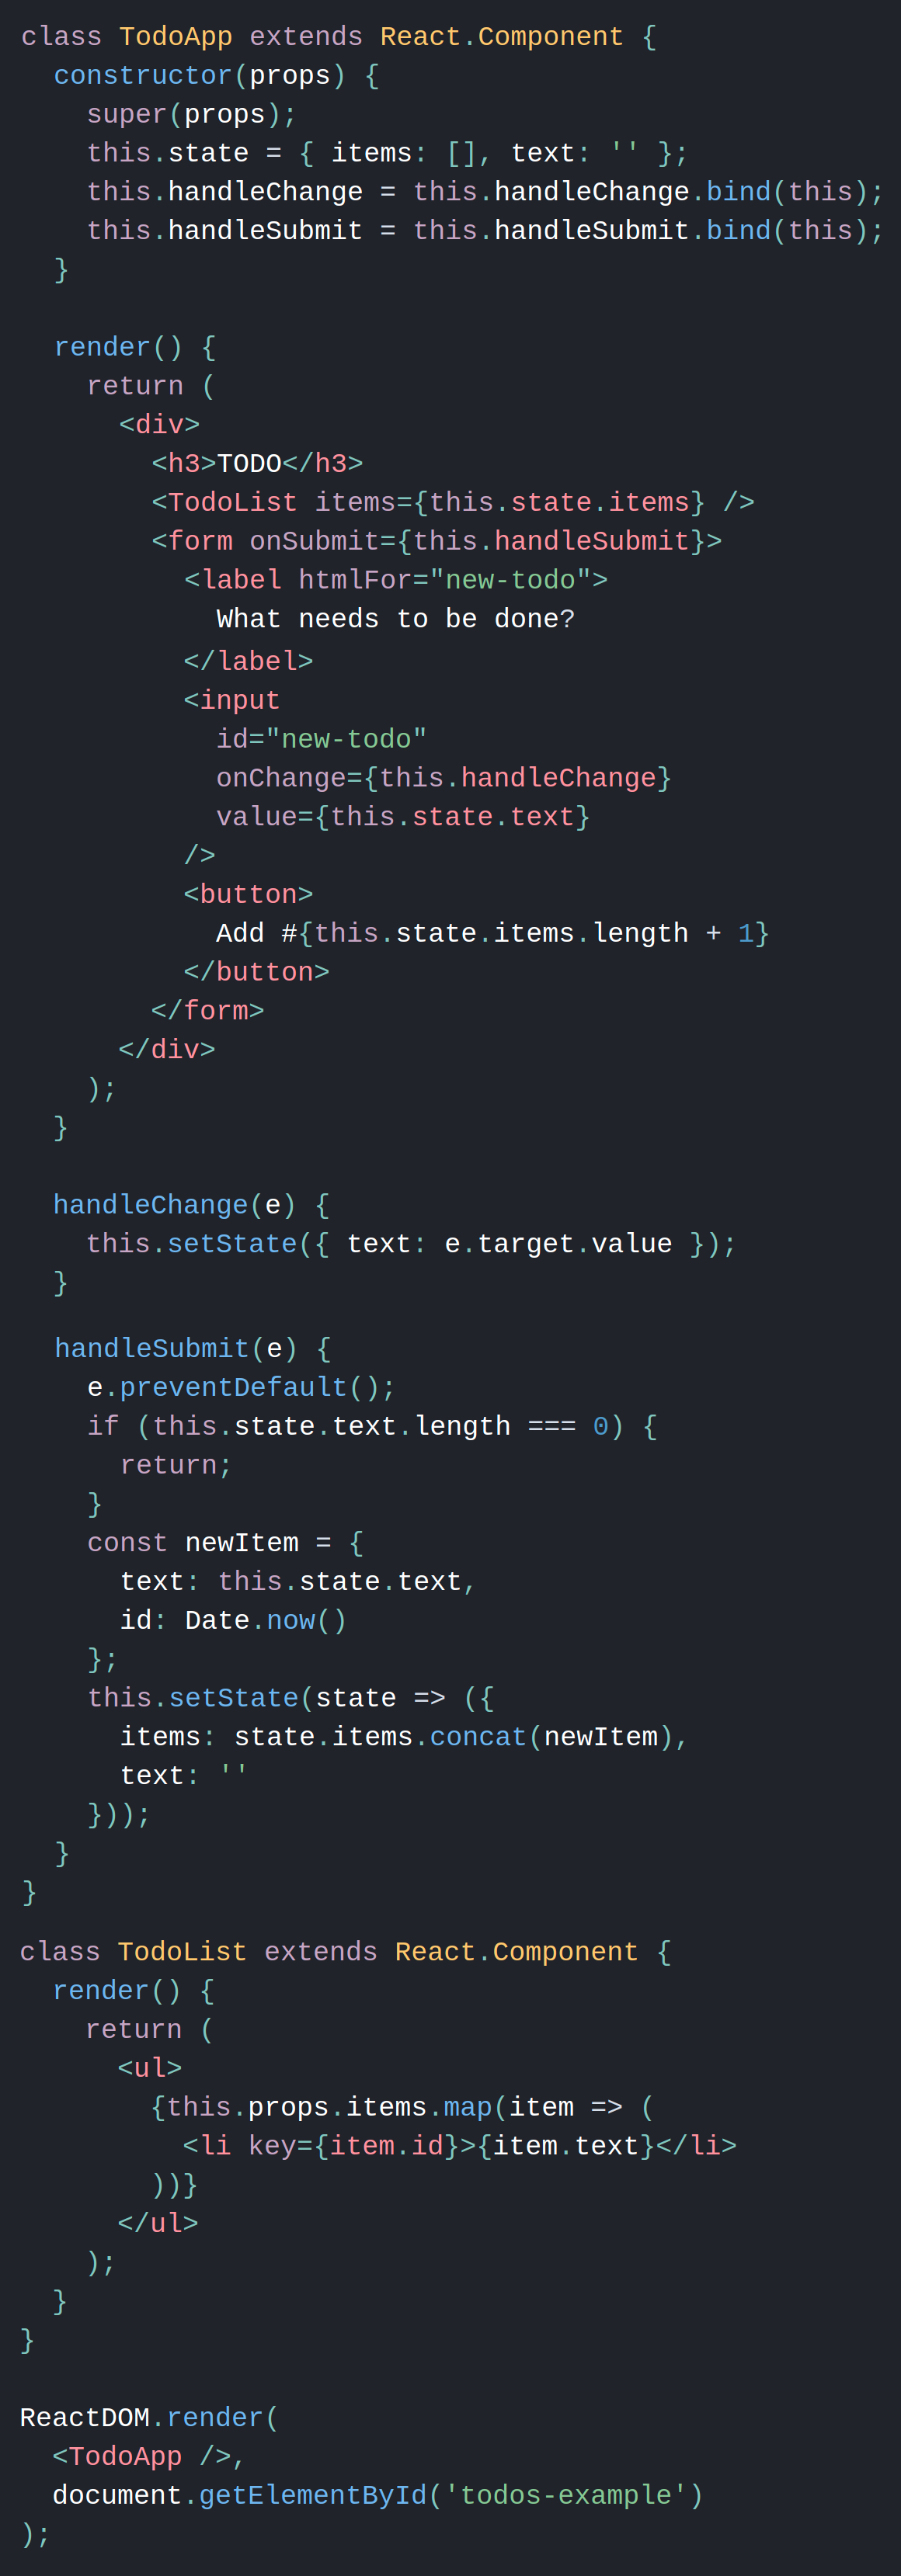 class TodoApp extends React.Component {
  constructor(props) {
    super(props);
    this.state = { items: [], text: '' };
    this.handleChange = this.handleChange.bind(this);
    this.handleSubmit = this.handleSubmit.bind(this);
  }

  render() {
    return (
      <div>
        <h3>TODO</h3>
        <TodoList items={this.state.items} />
        <form onSubmit={this.handleSubmit}>
          <label htmlFor="new-todo">
            What needs to be done?
          </label>
          <input
            id="new-todo"
            onChange={this.handleChange}
            value={this.state.text}
          />
          <button>
            Add #{this.state.items.length + 1}
          </button>
        </form>
      </div>
    );
  }

  handleChange(e) {
    this.setState({ text: e.target.value });
  }

  handleSubmit(e) {
    e.preventDefault();
    if (this.state.text.length === 0) {
      return;
    }
    const newItem = {
      text: this.state.text,
      id: Date.now()
    };
    this.setState(state => ({
      items: state.items.concat(newItem),
      text: ''
    }));
  }
}

class TodoList extends React.Component {
  render() {
    return (
      <ul>
        {this.props.items.map(item => (
          <li key={item.id}>{item.text}</li>
        ))}
      </ul>
    );
  }
}

ReactDOM.render(
  <TodoApp />,
  document.getElementById('todos-example')
);